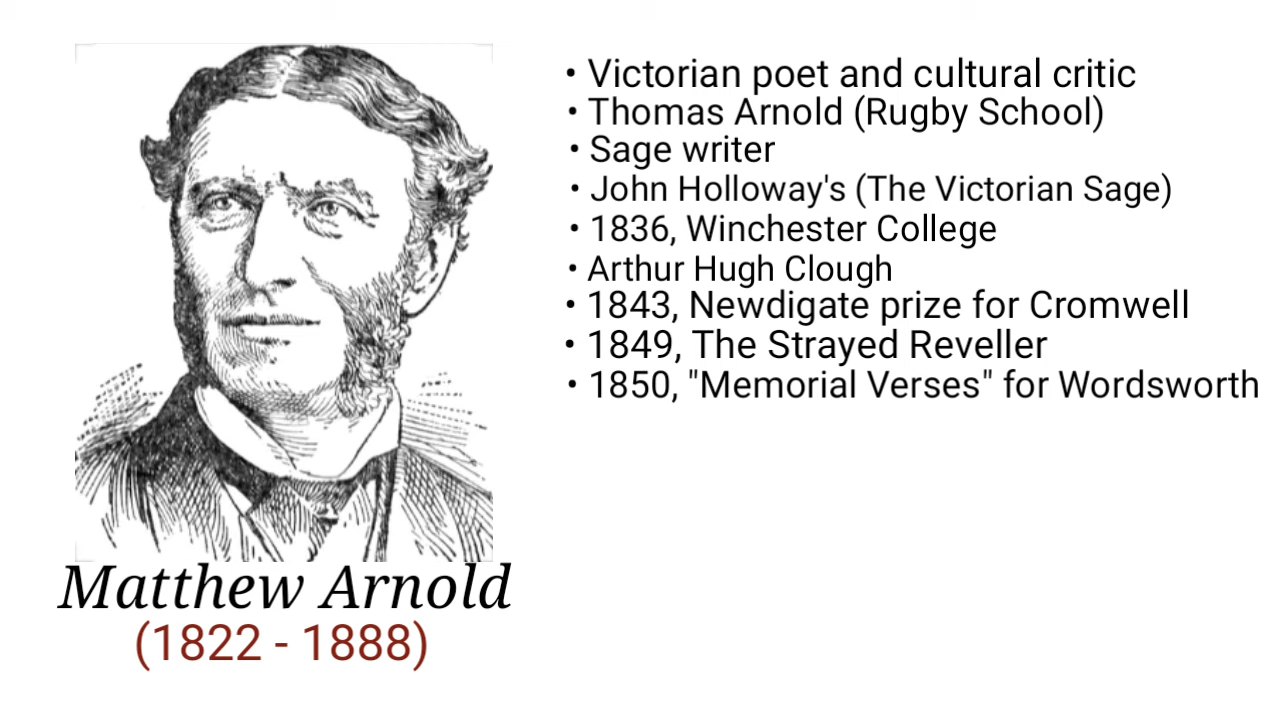 • Victorian poet and cultural critic
• Thomas Arnold (Rugby School)
• Sage writer
• John Holloway's (The Victorian Sage)
• 1836, Winchester College
• Arthur Hugh Clough
• 1843, Newdigate prize for Cromwell
• 1849, The Strayed Reveller
• 1850, "Memorial Verses" for Wordsworth
Matthew Arnold
(1822 - 1888)